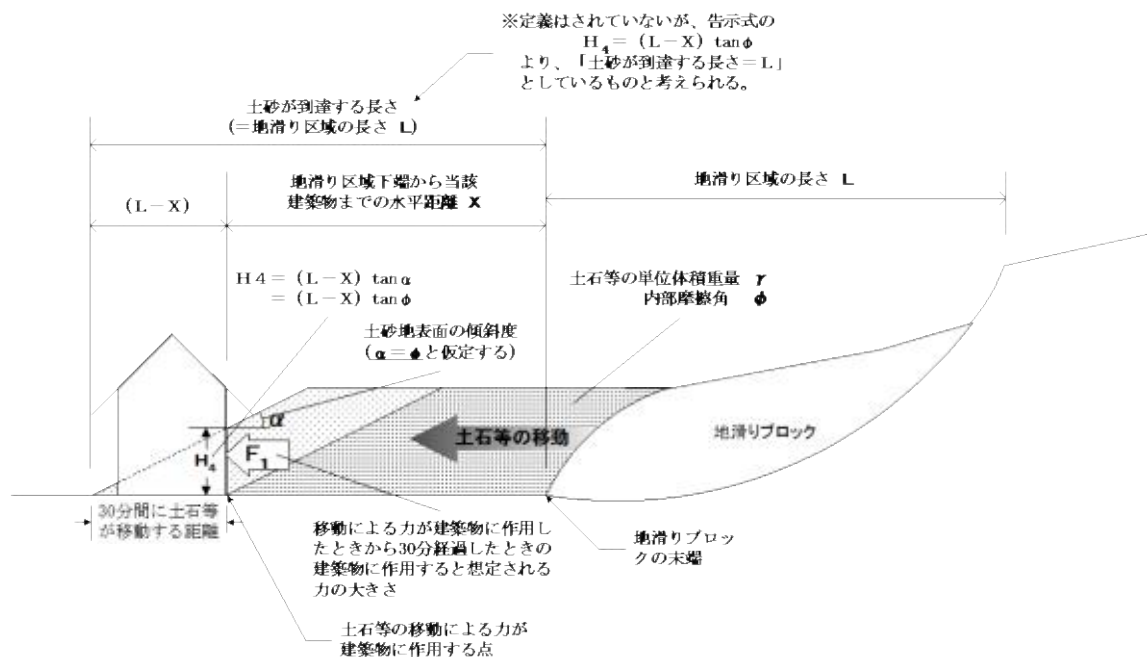 ※定義はされていないが、告示式の
H₄＝（L－X）tanϕ
より、「土砂が到達する長さ＝L」
としているものと考えられる。
土砂が到達する長さ
（＝地滑り区域の長さ L）
地滑り区域の長さ L
（L－X）
地滑り区域下端から当該
建築物までの水平距離 X
H4＝（L－X）tanα
＝（L－X）tanϕ
土石等の単位体積重量 γ
内部摩擦角 ϕ
土砂地表面の傾斜度
（α＝ϕと仮定する）
α
土石等の移動
地滑りブロック
H₄
F₁
30分間に土石等
が移動する距離
移動による力が建築物に作用し
たときから30分経過したときの
建築物に作用すると想定される
力の大きさ
地滑りブロッ
クの末端
土石等の移動による力が
建築物に作用する点